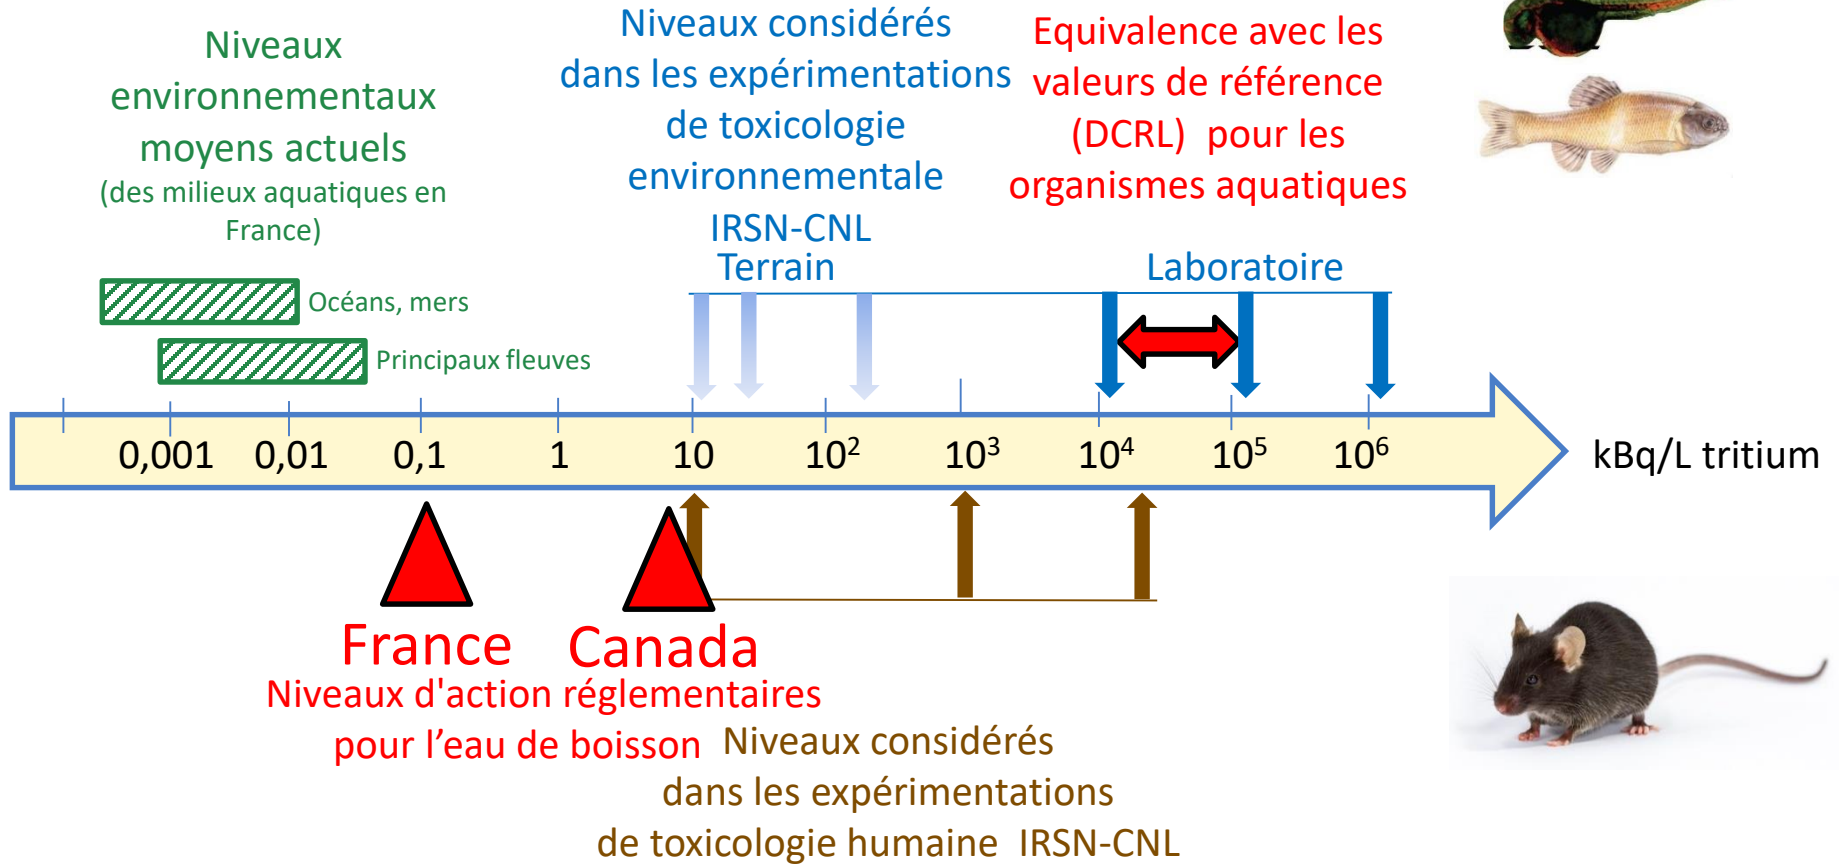 Niveaux
environnementaux
moyens actuels
(des milieux aquatiques en
France)
Niveaux considérés
dans les expérimentations
de toxicologie
environnementale
IRSN-CNL
Equivalence avec les
valeurs de référence
(DCRL) pour les
organismes aquatiques
Terrain
Laboratoire
Océans, mers
Principaux fleuves
0,001 0,01 0,1 1 10 10² 10³ 10⁴ 10⁵ 10⁶ kBq/L tritium
France Canada
Niveaux d'action réglementaires
pour l’eau de boisson
Niveaux considérés
dans les expérimentations
de toxicologie humaine IRSN-CNL